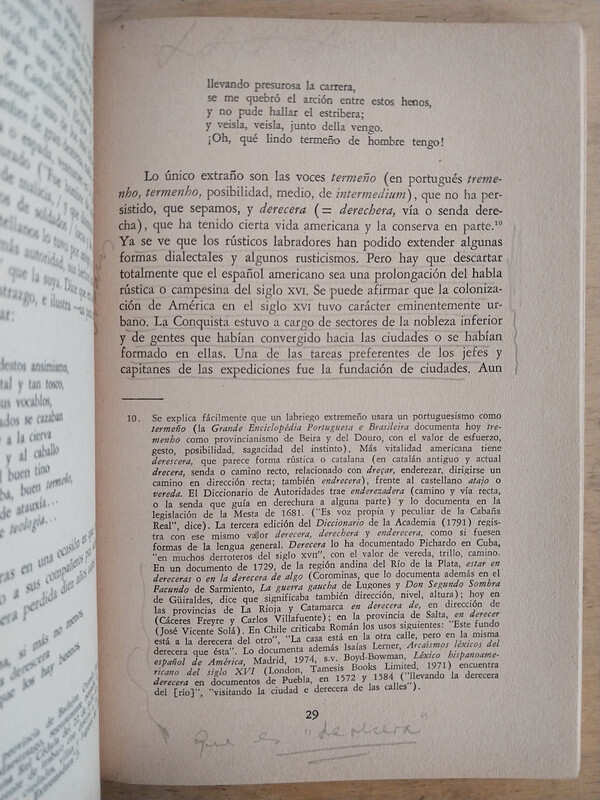 llevando presurosa la carrera,
se me quebró el arción entre estos henos,
y no pude hallar el estribera;
y veisla, veisla, junto della vengo.
¡Oh, qué lindo termeño de hombre tengo!
Lo único extraño son las voces termeño (en portugués treme-
nho, termenho, posibilidad, medio, de intermedium), que no ha per-
sistido, que sepamos, y derecera (= derechera, vía o senda dere-
cha), que ha tenido cierta vida americana y la conserva en parte.10
Ya se ve que los rústicos labradores han podido extender algunas
formas dialectales y algunos rusticismos. Pero hay que descartar
totalmente que el español americano sea una prolongación del habla
rústica o campesina del siglo XVI. Se puede afirmar que la coloniza-
ción de América en el siglo XVI tuvo carácter eminentemente ur-
bano. La Conquista estuvo a cargo de sectores de la nobleza inferior
y de gentes que habían convergido hacia las ciudades o se habían
formado en ellas. Una de las tareas preferentes de los jefes y
capitanes de las expediciones fue la fundación de ciudades. Aun
10. Se explica fácilmente que un labriego extremeño usara un portuguesismo como
termeño (la Grande Enciclopédia Portuguesa e Brasileira documenta hoy tre-
menho como provincianismo de Beira y del Douro, con el valor de esfuerzo,
gesto, posibilidad, sagacidad del instinto). Más vitalidad americana tiene
derescera, que parece forma rústica o catalana (en catalán antiguo y actual
drecera, senda o camino recto, relacionado con dreçar, enderezar, dirigirse un
camino en dirección recta; también endrecera), frente al castellano atajo o
vereda. El Diccionario de Autoridades trae enderezadera (camino y vía recta,
o la senda que guía en derechura a alguna parte) y lo documenta en la
legislación de la Mesta de 1681. ("Es voz propia y peculiar de la Cabaña
Real", dice). La tercera edición del Diccionario de la Academia (1791) regis-
tra con ese mismo valor derecera, derechera y enderecera, como si fuesen
formas de la lengua general. Derecera lo ha documentado Pichardo en Cuba,
"en muchos derroteros del siglo XVII", con el valor de vereda, trillo, camino.
En un documento de 1729, de la región andina del Río de la Plata, estar en
dereceras o en la derecera de algo (Corominas, que lo documenta además en el
Facundo de Sarmiento, La guerra gaucha de Lugones y Don Segundo Sombra
de Güiraldes, dice que significaba también dirección, nivel, altura); hoy en
las provincias de La Rioja y Catamarca en derecera de, en dirección de
(Cáceres Freyre y Carlos Villafuerte); en la provincia de Salta, en derecer
(José Vicente Solá). En Chile criticaba Román los usos siguientes: "Este fundo
está a la derecera del otro", "La casa está en la otra calle, pero en la misma
derecera que ésta". Lo documenta además Isaías Lerner, Arcaísmos léxicos del
español de América, Madrid, 1974, s.v. Boyd-Bowman, Léxico hispanoame-
ricano del siglo XVI (London, Tamesis Books Limited, 1971) encuentra
derecera en documentos de Puebla, en 1572 y 1584 ("llevando la derecera
del [río]", "visitando la ciudad e derecera de las calles").
29
que es "derecera"